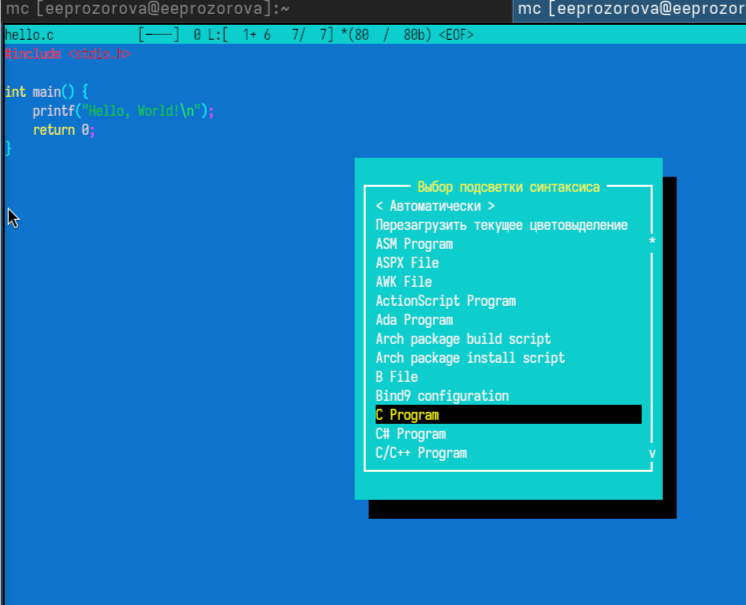 mc [eeprozorova@eeprozorova]:~
mc [eeprozorova@eeprozor
hello.c [----] 0 L:[ 1+ 6 7/ 7] *(80 / 80b) <EOF>
#include <stdio.h>
int main() {
printf("Hello, World!\n");
return 0;
}
Выбор подсветки синтаксиса
< Автоматически >
Перезагрузить текущее цветовыделение
ASM Program
ASPX File
AWK File
ActionScript Program
Ada Program
Arch package build script
Arch package install script
B File
Bind9 configuration
C Program
C# Program
C/C++ Program